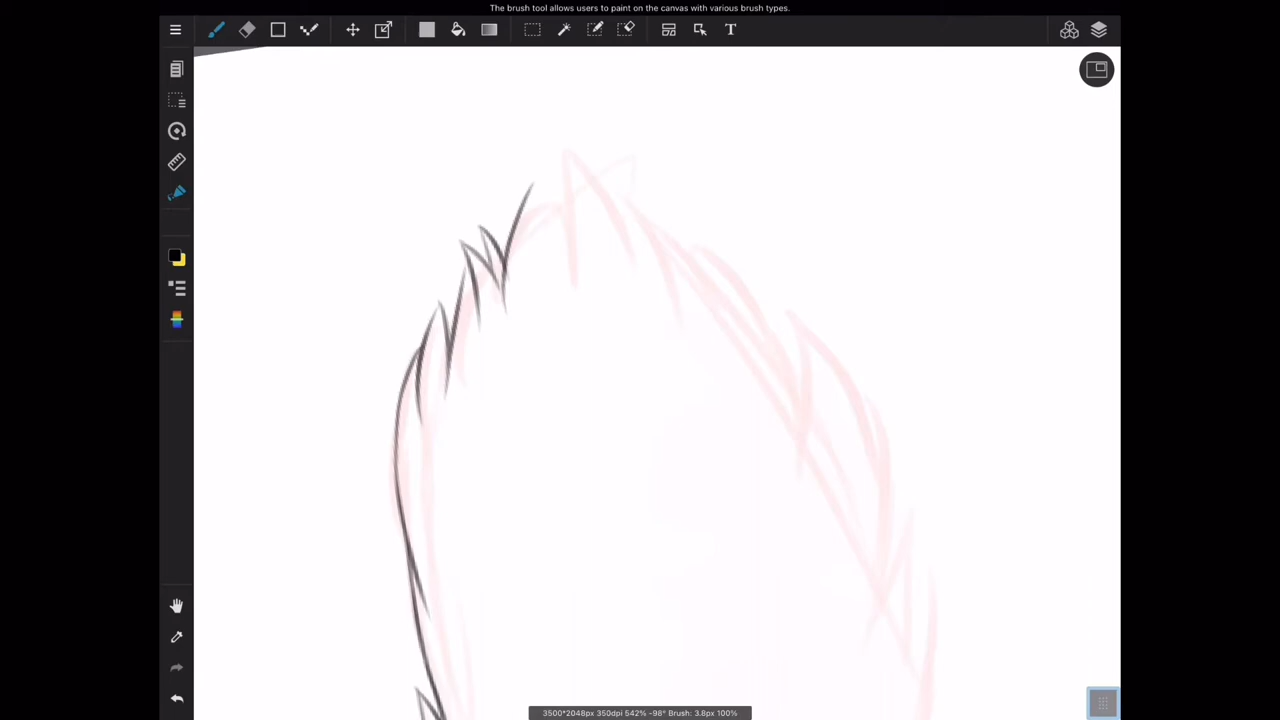 The brush tool allows users to paint on the canvas with various brush types.
T
3500*2048px 350dpi 542% -98° Brush: 3.8px 100%